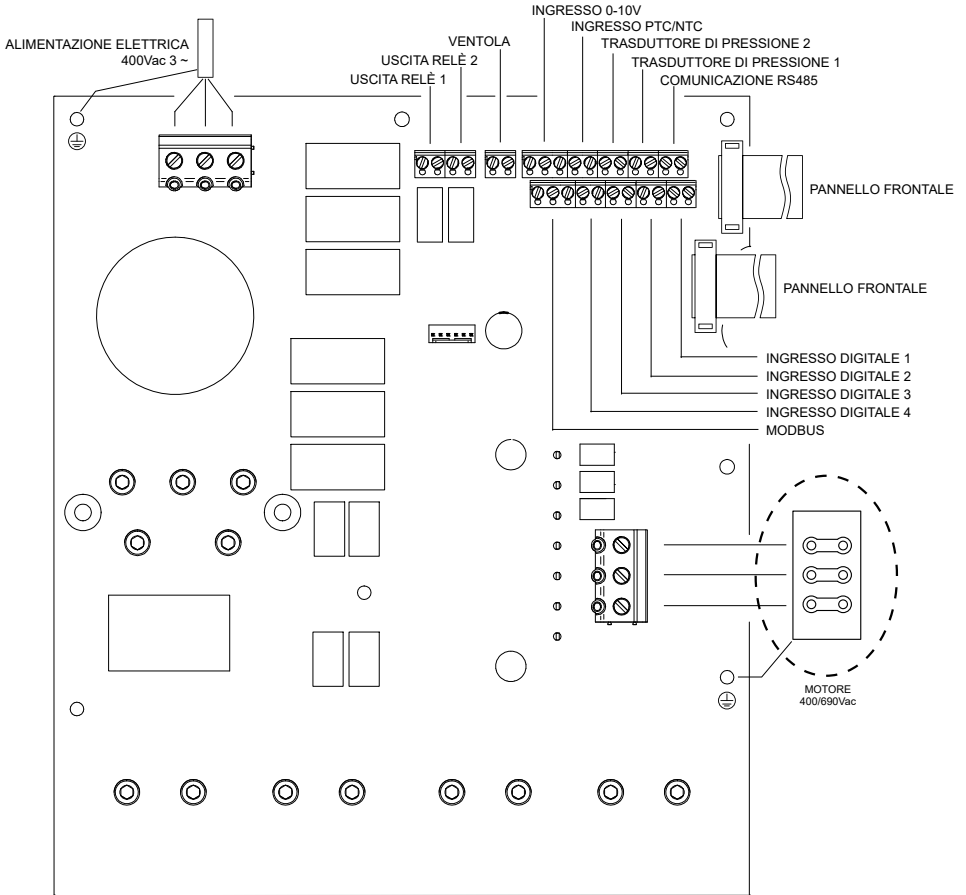 ALIMENTAZIONE ELETTRICA
400Vac 3 ~
USCITA RELÈ 1
USCITA RELÈ 2
VENTOLA
INGRESSO 0-10V
INGRESSO PTC/NTC
TRASDUTTORE DI PRESSIONE 2
TRASDUTTORE DI PRESSIONE 1
COMUNICAZIONE RS485
PANNELLO FRONTALE
PANNELLO FRONTALE
INGRESSO DIGITALE 1
INGRESSO DIGITALE 2
INGRESSO DIGITALE 3
INGRESSO DIGITALE 4
MODBUS
MOTORE
400/690Vac